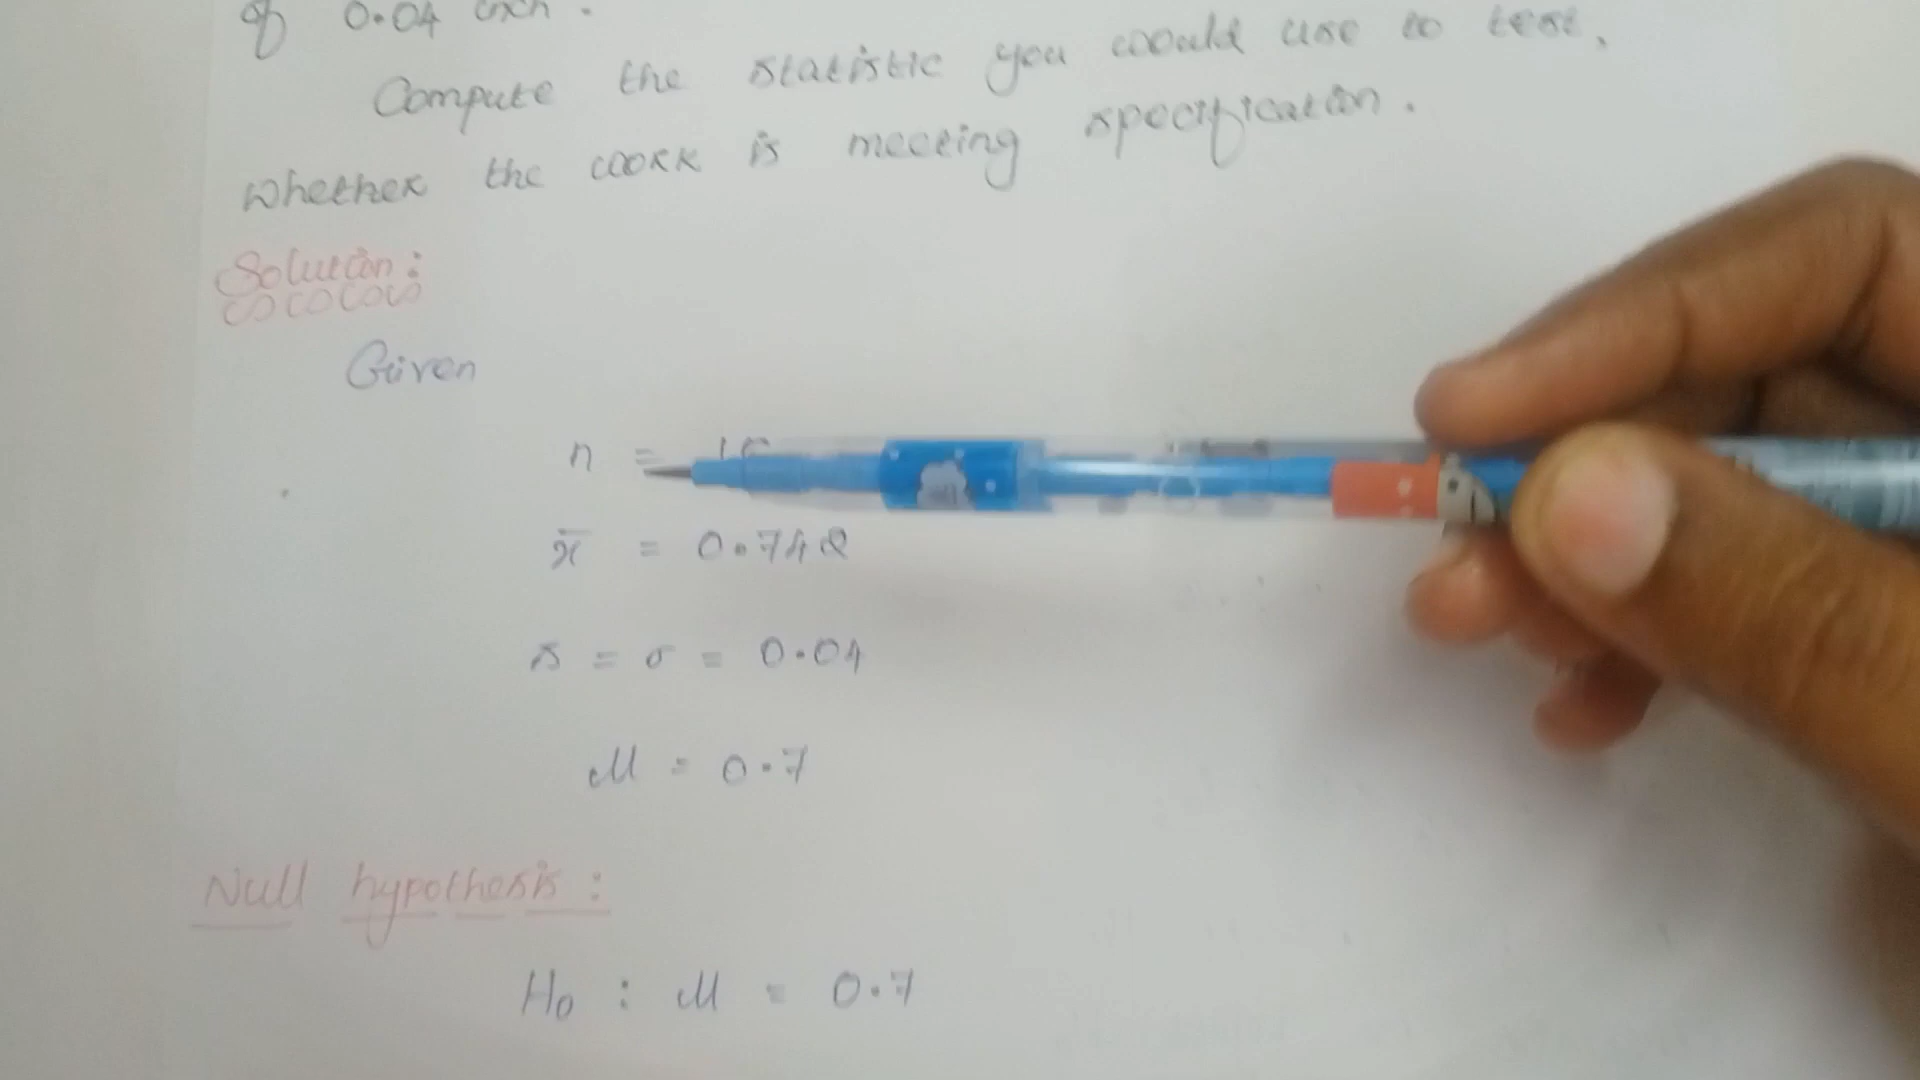 of 0.04 inch.
Compute the statistic you would use to test,
whether the work is meeting specification.
Solution:
Given
n =
x̄ = 0.742
s = σ = 0.04
μ = 0.7
Null hypothesis:
H₀ : μ = 0.7